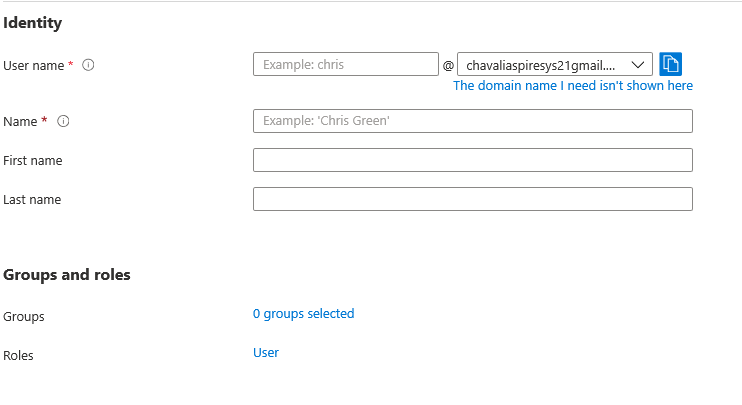 Identity
User name *
Example: chris @ chavaliaspiresys21gmail....
The domain name I need isn't shown here
Name *
Example: 'Chris Green'
First name
Last name
Groups and roles
Groups
0 groups selected
Roles
User